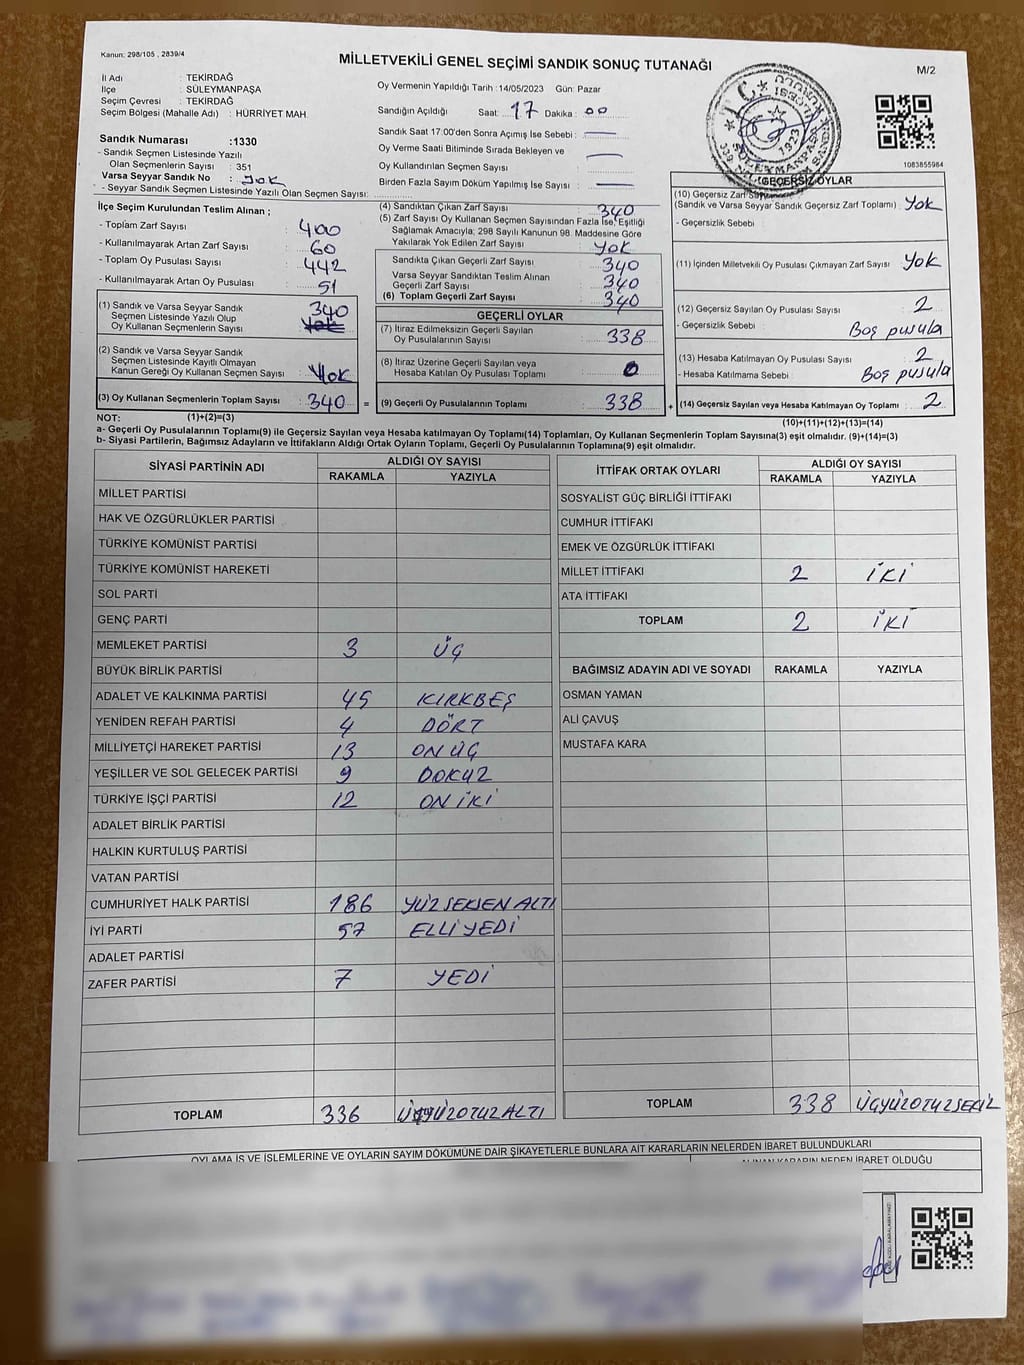 Kanun: 298/105 , 2839/4
MİLLETVEKİLİ GENEL SEÇİMİ SANDIK SONUÇ TUTANAĞI
M/2
İl Adı : TEKİRDAĞ
İlçe : SÜLEYMANPAŞA
Seçim Çevresi : TEKİRDAĞ
Seçim Bölgesi (Mahalle Adı) : HÜRRİYET MAH.
Sandık Numarası :1330
- Sandık Seçmen Listesinde Yazılı
Olan Seçmenlerin Sayısı : 351
Varsa Seyyar Sandık No : Yok
- Seyyar Sandık Seçmen Listesinde Yazılı Olan Seçmen Sayısı:
Oy Vermenin Yapıldığı Tarih :14/05/2023 Gün: Pazar
Sandığın Açıldığı Saat: 17 Dakika : 00
Sandık Saat 17:00'den Sonra Açımış İse Sebebi : —
Oy Verme Saati Bitiminde Sırada Bekleyen ve
Oy Kullandırılan Seçmen Sayısı : —
Birden Fazla Sayım Döküm Yapılmış İse Sayısı : —
1083855984
İlçe Seçim Kurulundan Teslim Alınan ;
- Toplam Zarf Sayısı : 400
- Kullanılmayarak Artan Zarf Sayısı : 60
- Toplam Oy Pusulası Sayısı : 442
- Kullanılmayarak Artan Oy Pusulası : 51
(1) Sandık ve Varsa Seyyar Sandık
Seçmen Listesinde Yazılı Olup
Oy Kullanan Seçmenlerin Sayısı : 340
(2) Sandık ve Varsa Seyyar Sandık
Seçmen Listesinde Kayıtlı Olmayan
Kanun Gereği Oy Kullanan Seçmen Sayısı : Yok
(3) Oy Kullanan Seçmenlerin Toplam Sayısı : 340 =
(4) Sandıktan Çıkan Zarf Sayısı : 340
(5) Zarf Sayısı Oy Kullanan Seçmen Sayısından Fazla İse, Eşitliği
Sağlamak Amacıyla; 298 Sayılı Kanunun 98. Maddesine Göre
Yakılarak Yok Edilen Zarf Sayısı : Yok
Sandıkta Çıkan Geçerli Zarf Sayısı : 340
Varsa Seyyar Sandıktan Teslim Alınan
Geçerli Zarf Sayısı : 340
(6) Toplam Geçerli Zarf Sayısı : 340
GEÇERLİ OYLAR
(7) İtiraz Edilmeksizin Geçerli Sayılan
Oy Pusulalarının Sayısı : 338
(8) İtiraz Üzerine Geçerli Sayılan veya
Hesaba Katılan Oy Pusulası Toplamı : 0
(9) Geçerli Oy Pusulalarının Toplamı : 338 +
GEÇERSİZ OYLAR
(10) Geçersiz Zarf Sayısı
(Sandık ve Varsa Seyyar Sandık Geçersiz Zarf Toplamı) : Yok
- Geçersizlik Sebebi :
(11) İçinden Milletvekili Oy Pusulası Çıkmayan Zarf Sayısı : Yok
(12) Geçersiz Sayılan Oy Pusulası Sayısı : 2
- Geçersizlik Sebebi : Boş pusula
(13) Hesaba Katılmayan Oy Pusulası Sayısı : 2
- Hesaba Katılmama Sebebi : Boş pusula
(14) Geçersiz Sayılan veya Hesaba Katılmayan Oy Toplamı : 2
NOT: (1)+(2)=(3) (10)+(11)+(12)+(13)=(14)
a- Geçerli Oy Pusulalarının Toplamı(9) ile Geçersiz Sayılan veya Hesaba katılmayan Oy Toplamı(14) Toplamları, Oy Kullanan Seçmenlerin Toplam Sayısına(3) eşit olmalıdır. (9)+(14)=(3)
b- Siyasi Partilerin, Bağımsız Adayların ve İttifakların Aldığı Ortak Oyların Toplamı, Geçerli Oy Pusulalarının Toplamına(9) eşit olmalıdır.
SİYASİ PARTİNİN ADI ALDIĞI OY SAYISI
RAKAMLA YAZIYLA
MİLLET PARTİSİ
HAK VE ÖZGÜRLÜKLER PARTİSİ
TÜRKİYE KOMÜNİST PARTİSİ
TÜRKİYE KOMÜNİST HAREKETİ
SOL PARTİ
GENÇ PARTİ
MEMLEKET PARTİSİ 3 ÜÇ
BÜYÜK BİRLİK PARTİSİ
ADALET VE KALKINMA PARTİSİ 45 KIRKBEŞ
YENİDEN REFAH PARTİSİ 4 DÖRT
MİLLİYETÇİ HAREKET PARTİSİ 13 ON ÜÇ
YEŞİLLER VE SOL GELECEK PARTİSİ 9 DOKUZ
TÜRKİYE İŞÇİ PARTİSİ 12 ON İKİ
ADALET BİRLİK PARTİSİ
HALKIN KURTULUŞ PARTİSİ
VATAN PARTİSİ
CUMHURİYET HALK PARTİSİ 186 YÜZ SEKSEN ALTI
İYİ PARTİ 57 ELLİ YEDİ
ADALET PARTİSİ
ZAFER PARTİSİ 7 YEDİ
TOPLAM 336 ÜÇYÜZOTUZALTI
İTTİFAK ORTAK OYLARI ALDIĞI OY SAYISI
RAKAMLA YAZIYLA
SOSYALİST GÜÇ BİRLİĞİ İTTİFAKI
CUMHUR İTTİFAKI
EMEK VE ÖZGÜRLÜK İTTİFAKI
MİLLET İTTİFAKI 2 İKİ
ATA İTTİFAKI
TOPLAM 2 İKİ
BAĞIMSIZ ADAYIN ADI VE SOYADI RAKAMLA YAZIYLA
OSMAN YAMAN
ALİ ÇAVUŞ
MUSTAFA KARA
TOPLAM 338 ÜÇYÜZOTUZSEKİZ
OYLAMA İŞ VE İŞLEMLERİNE VE OYLARIN SAYIM DÖKÜMÜNE DAİR ŞİKAYETLERLE BUNLARA AİT KARARLARIN NELERDEN İBARET BULUNDUKLARI
ALINAN KARARIN NEDEN İBARET OLDUĞU